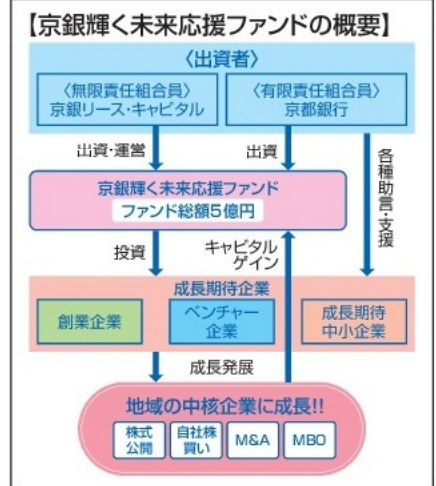 【京銀輝く未来応援ファンドの概要】
〈出資者〉
〈無限責任組合員〉
京銀リース・キャピタル
〈有限責任組合員〉
京都銀行
出資・運営
出資
各種助言・支援
京銀輝く未来応援ファンド
ファンド総額5億円
投資
キャピタル
ゲイン
成長期待企業
創業企業
ベンチャー
企業
成長期待
中小企業
成長発展
地域の中核企業に成長!!
株式
公開
自社株
買い
M&A
MBO